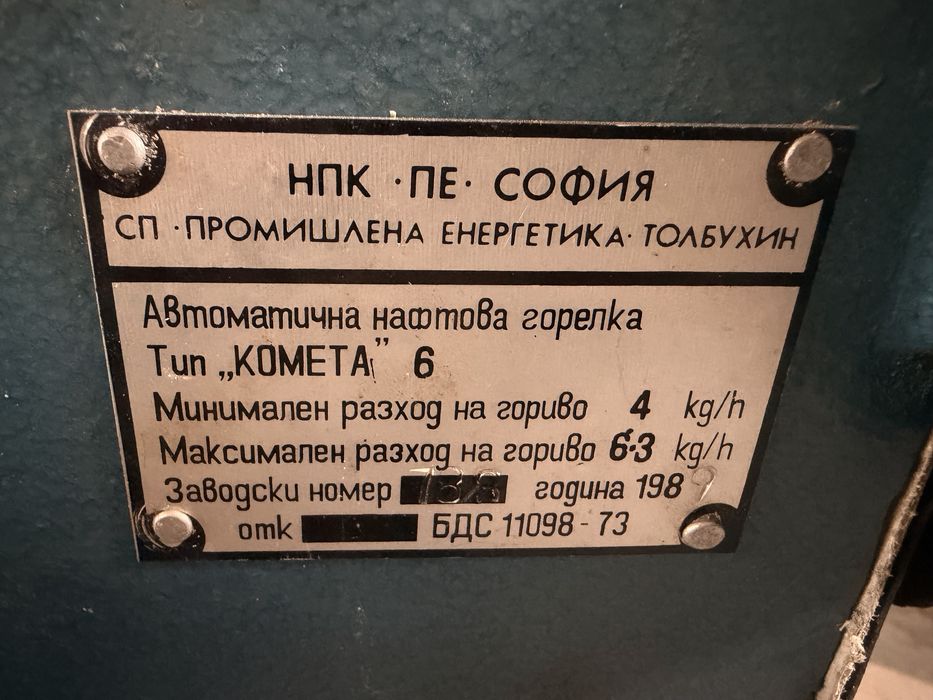 НПК ·ПЕ· СОФИЯ
СП ·ПРОМИШЛЕНА ЕНЕРГЕТИКА· ТОЛБУХИН
Автоматична нафтова горелка
Тип „КОМЕТА” 6
Минимален разход на гориво 4 kg/h
Максимален разход на гориво 6.3 kg/h
Заводски номер година 1989
отк БДС 11098-73